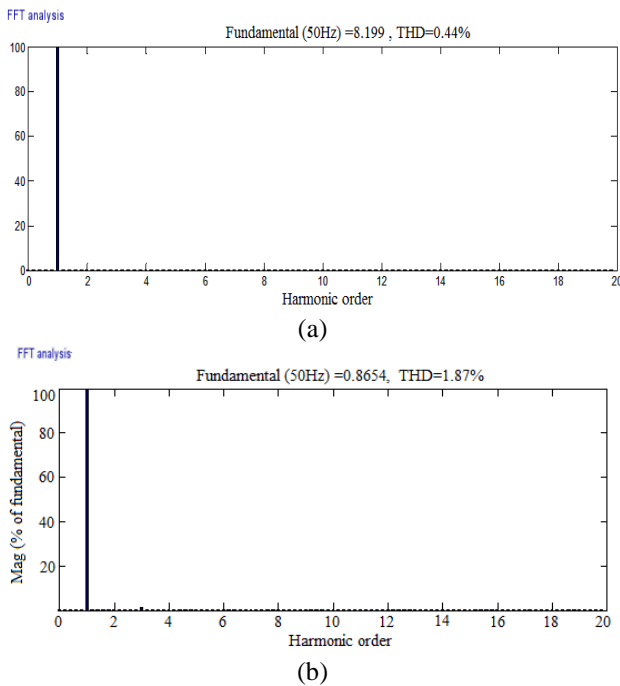 FFT analysis
Fundamental (50Hz) =8.199 , THD=0.44%
100
80
60
40
20
0
0 2 4 6 8 10 12 14 16 18 20
Harmonic order
(a)
FFT analysis
Fundamental (50Hz) =0.8654, THD=1.87%
Mag (% of fundamental)
100
80
60
40
20
0 2 4 6 8 10 12 14 16 18 20
Harmonic order
(b)